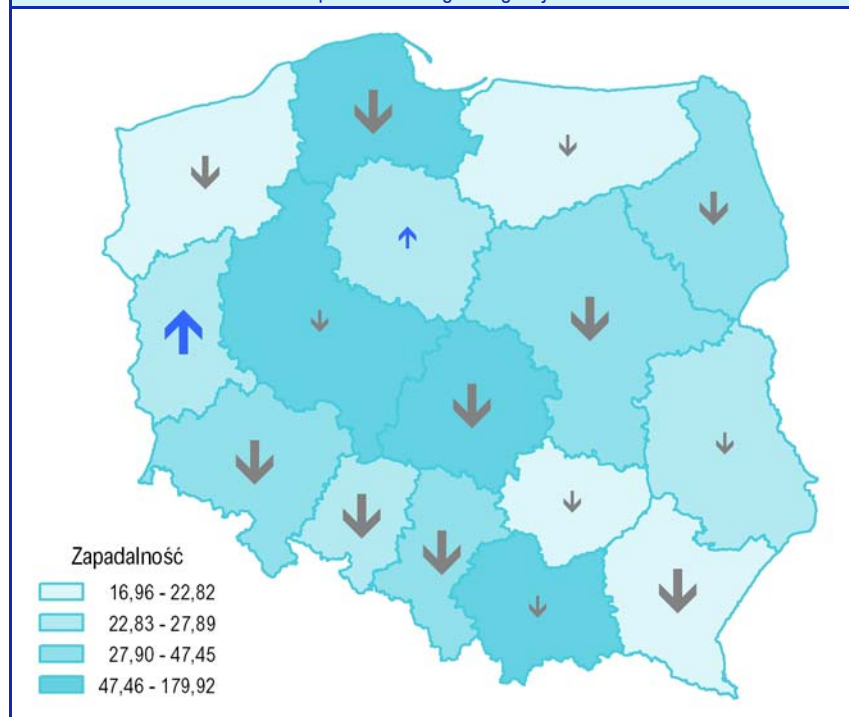 Zapadalność
16,96 - 22,82
22,83 - 27,89
27,90 - 47,45
47,46 - 179,92